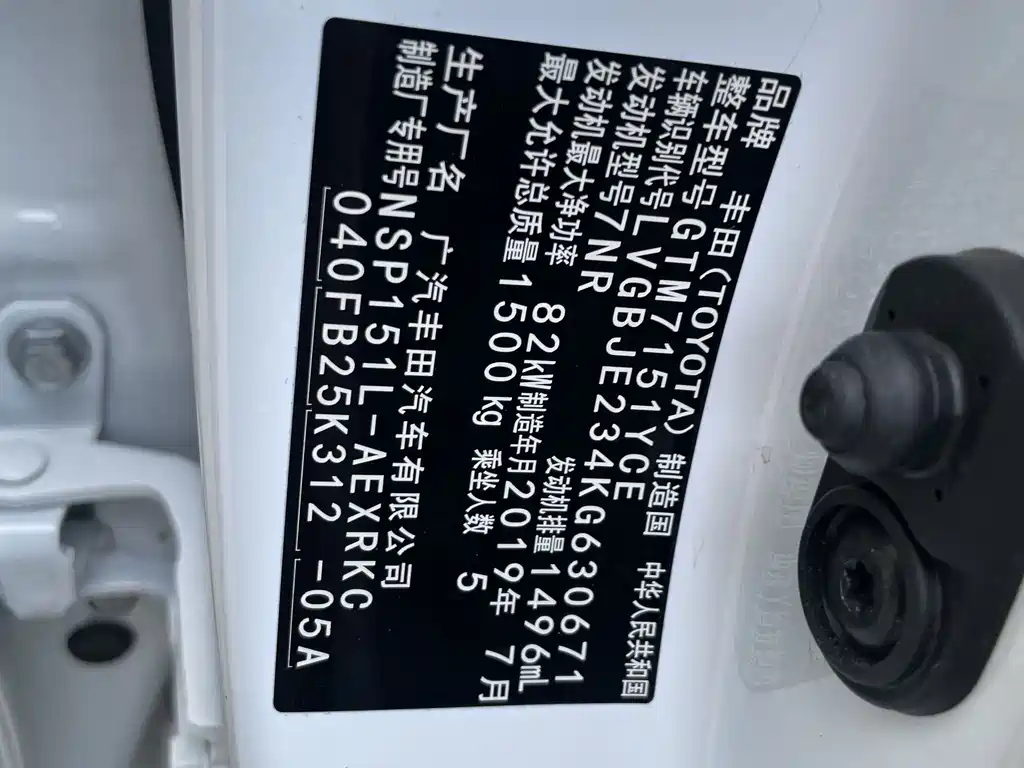 品牌 丰田(TOYOTA) 制造国 中华人民共和国
整车型号 GTM7151YCE
车辆识别代号 LVGBJE234KG630671
发动机型号 7NR 发动机排量 1496mL
发动机最大净功率 82kW 制造年月 2019年 7月
最大允许总质量 1500kg 乘坐人数 5
生产厂名 广汽丰田汽车有限公司
制造厂专用号 NSP151L-AEXRKC
040FB25K312 -05A